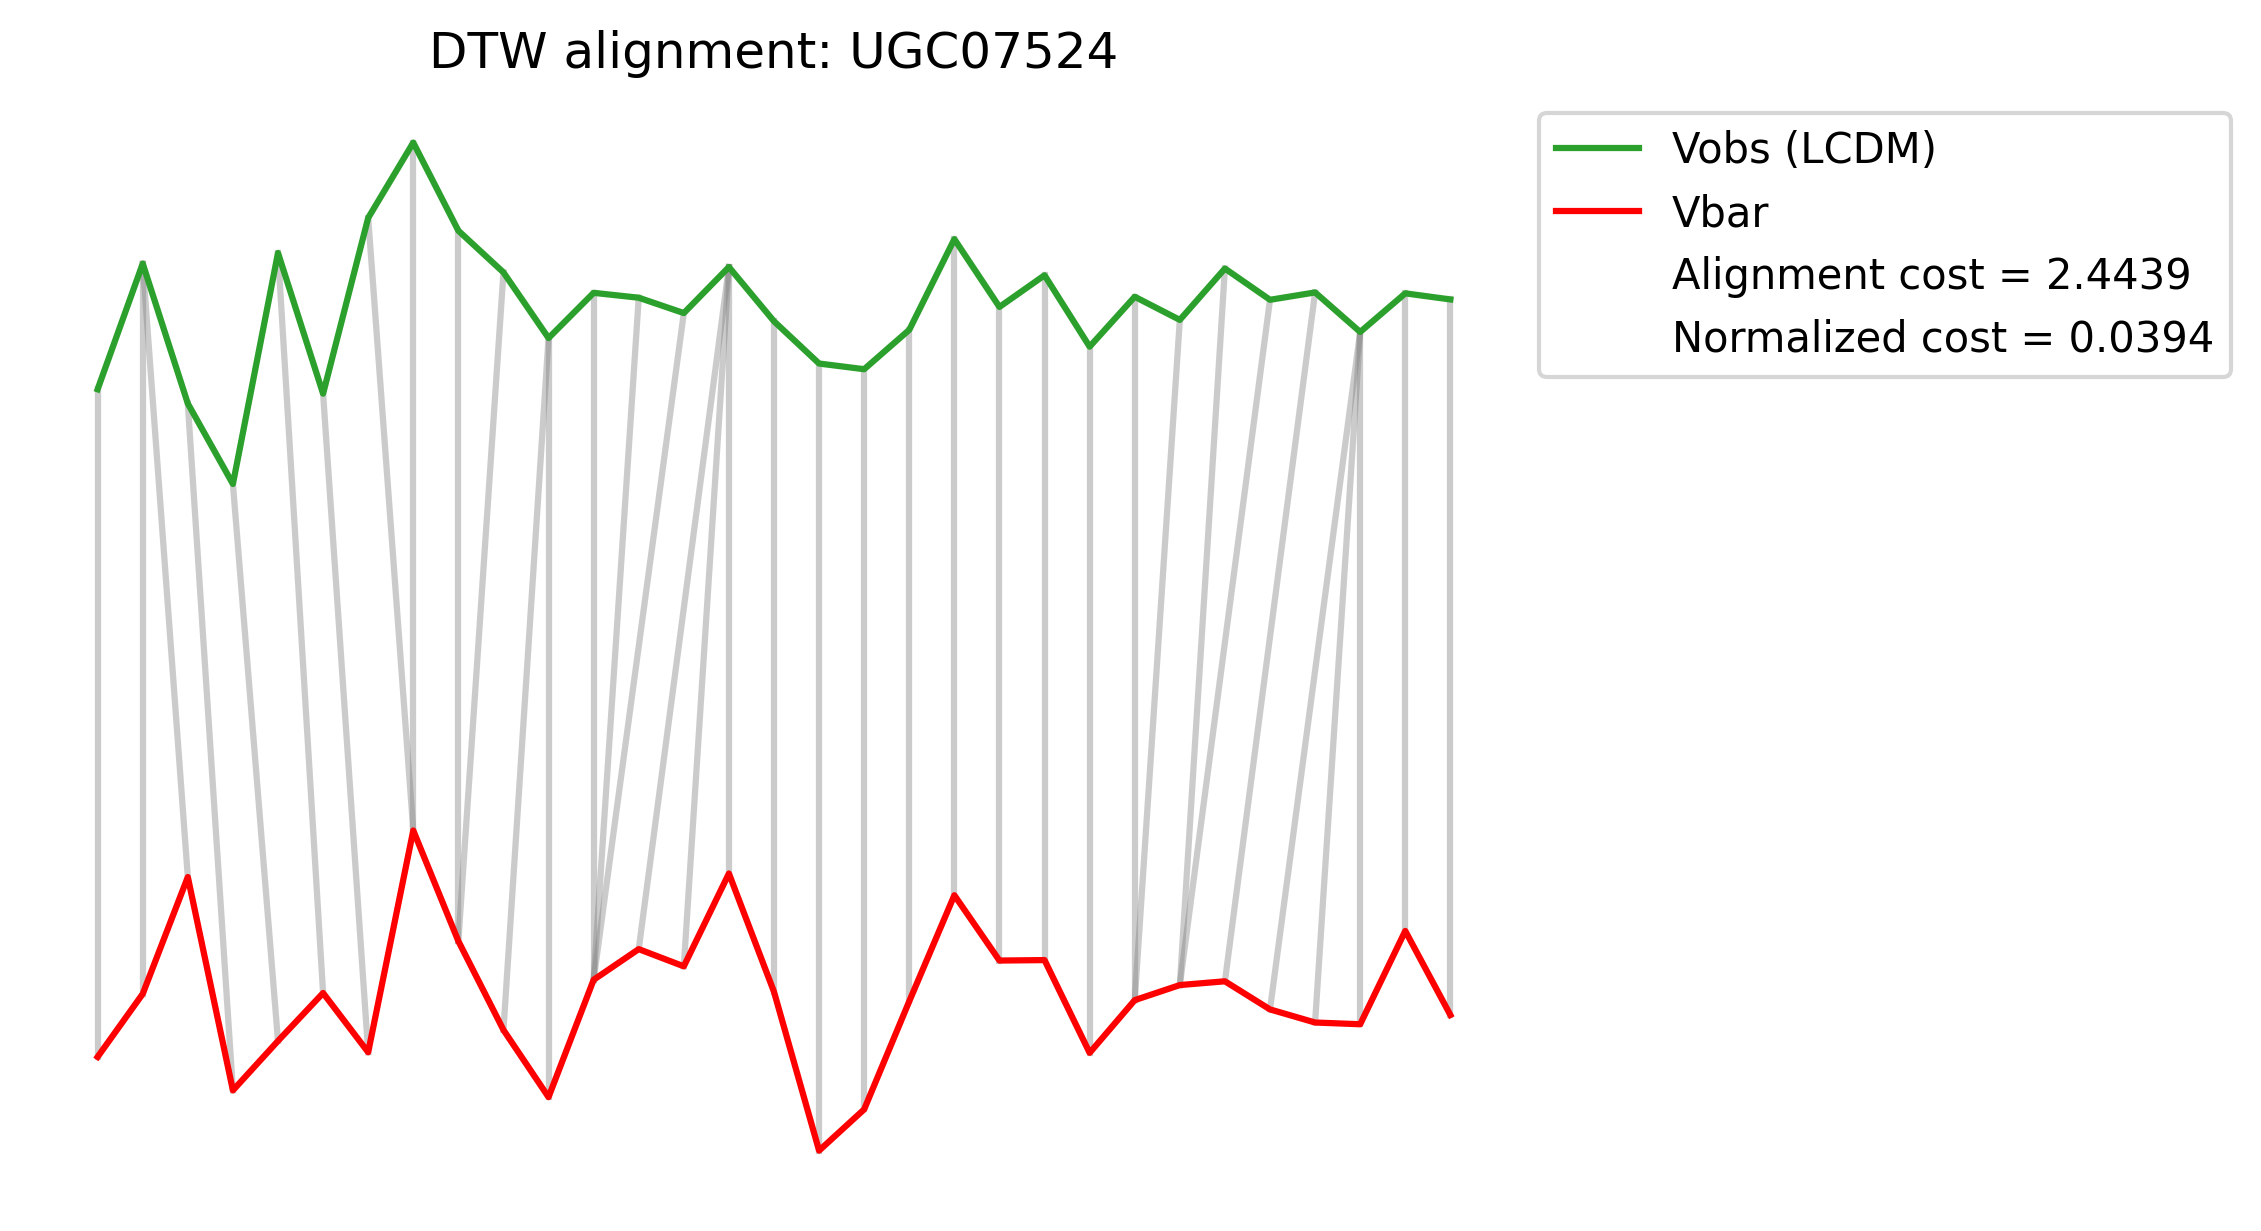 DTW alignment: UGC07524
Vobs (LCDM)
Vbar
Alignment cost = 2.4439
Normalized cost = 0.0394